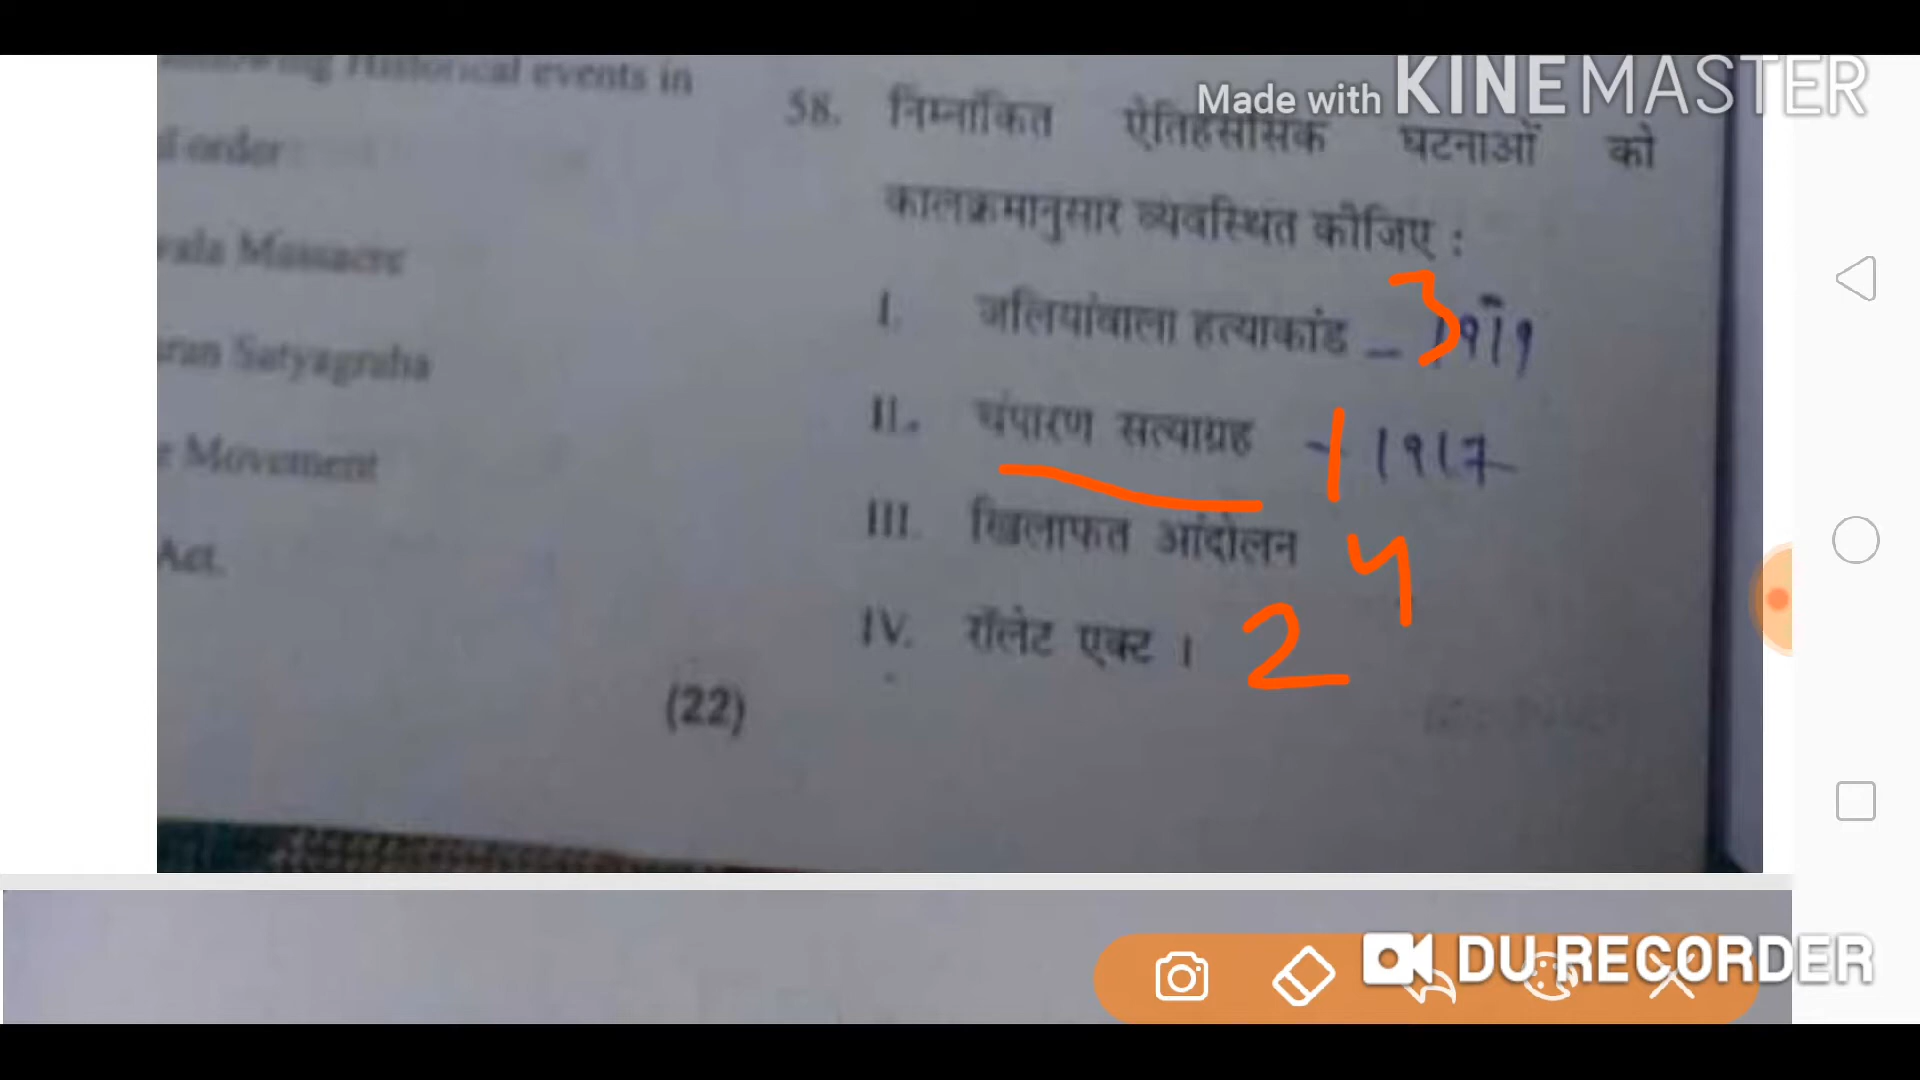 Made with KINEMASTER
Historical events in
order
Massacre
Satyagraha
Movement
Act.
58. निम्नांकित ऐतिहसासिक घटनाओं को
कालक्रमानुसार व्यवस्थित कीजिए :
I. जलियांवाला हत्याकांड – 1919 3
II. चंपारण सत्याग्रह – 1917 1
III. खिलाफत आंदोलन 4
IV. रॉलेट एक्ट । 2
(22)
DU RECORDER